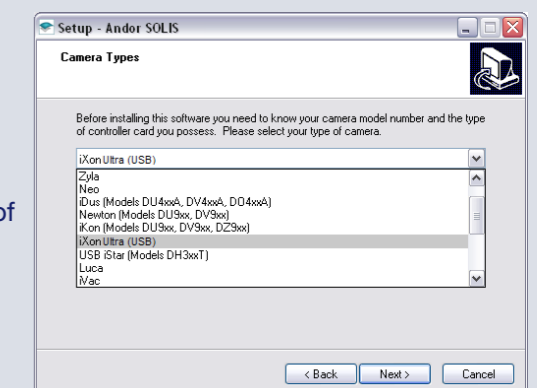 Setup - Andor SOLIS
Camera Types
Before installing this software you need to know your camera model number and the type
of controller card you possess. Please select your type of camera.
iXon Ultra (USB)
Zyla
Neo
iDus (Models DU4xxA, DV4xxA, DO4xxA)
Newton (Models DU9xx, DV9xx)
iKon (Models DU9xx, DV9xx, DZ9xx)
of
iXon Ultra (USB)
USB iStar (Models DH3xxT)
Luca
iVac
< Back
Next >
Cancel